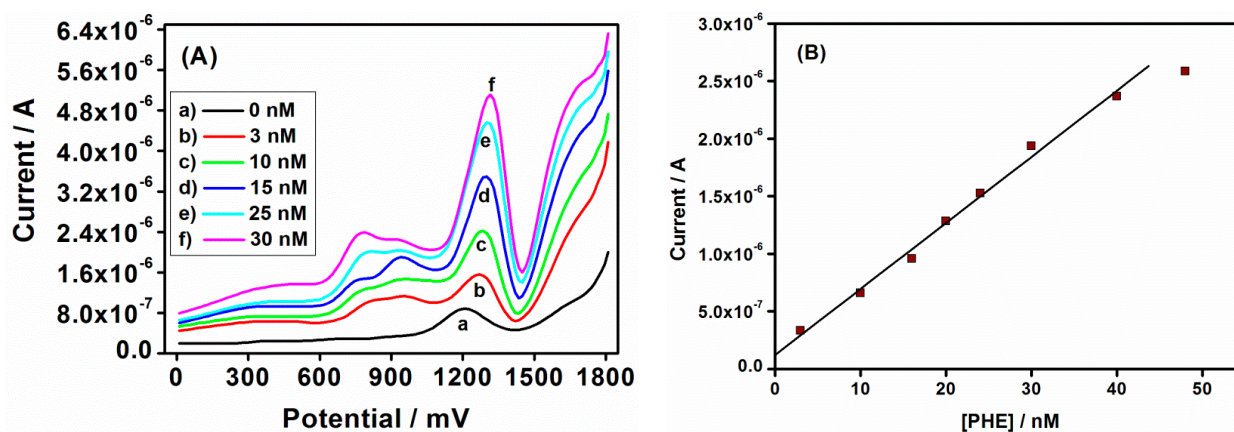 (A)
6.4x10⁻⁶
5.6x10⁻⁶
4.8x10⁻⁶
4.0x10⁻⁶
3.2x10⁻⁶
2.4x10⁻⁶
1.6x10⁻⁶
8.0x10⁻⁷
0.0
Current / A
a) 0 nM
b) 3 nM
c) 10 nM
d) 15 nM
e) 25 nM
f) 30 nM
f
e
d
c
b
a
0 300 600 900 1200 1500 1800
Potential / mV
(B)
3.0x10⁻⁶
2.5x10⁻⁶
2.0x10⁻⁶
1.5x10⁻⁶
1.0x10⁻⁶
5.0x10⁻⁷
0.0
Current / A
0 10 20 30 40 50
[PHE] / nM